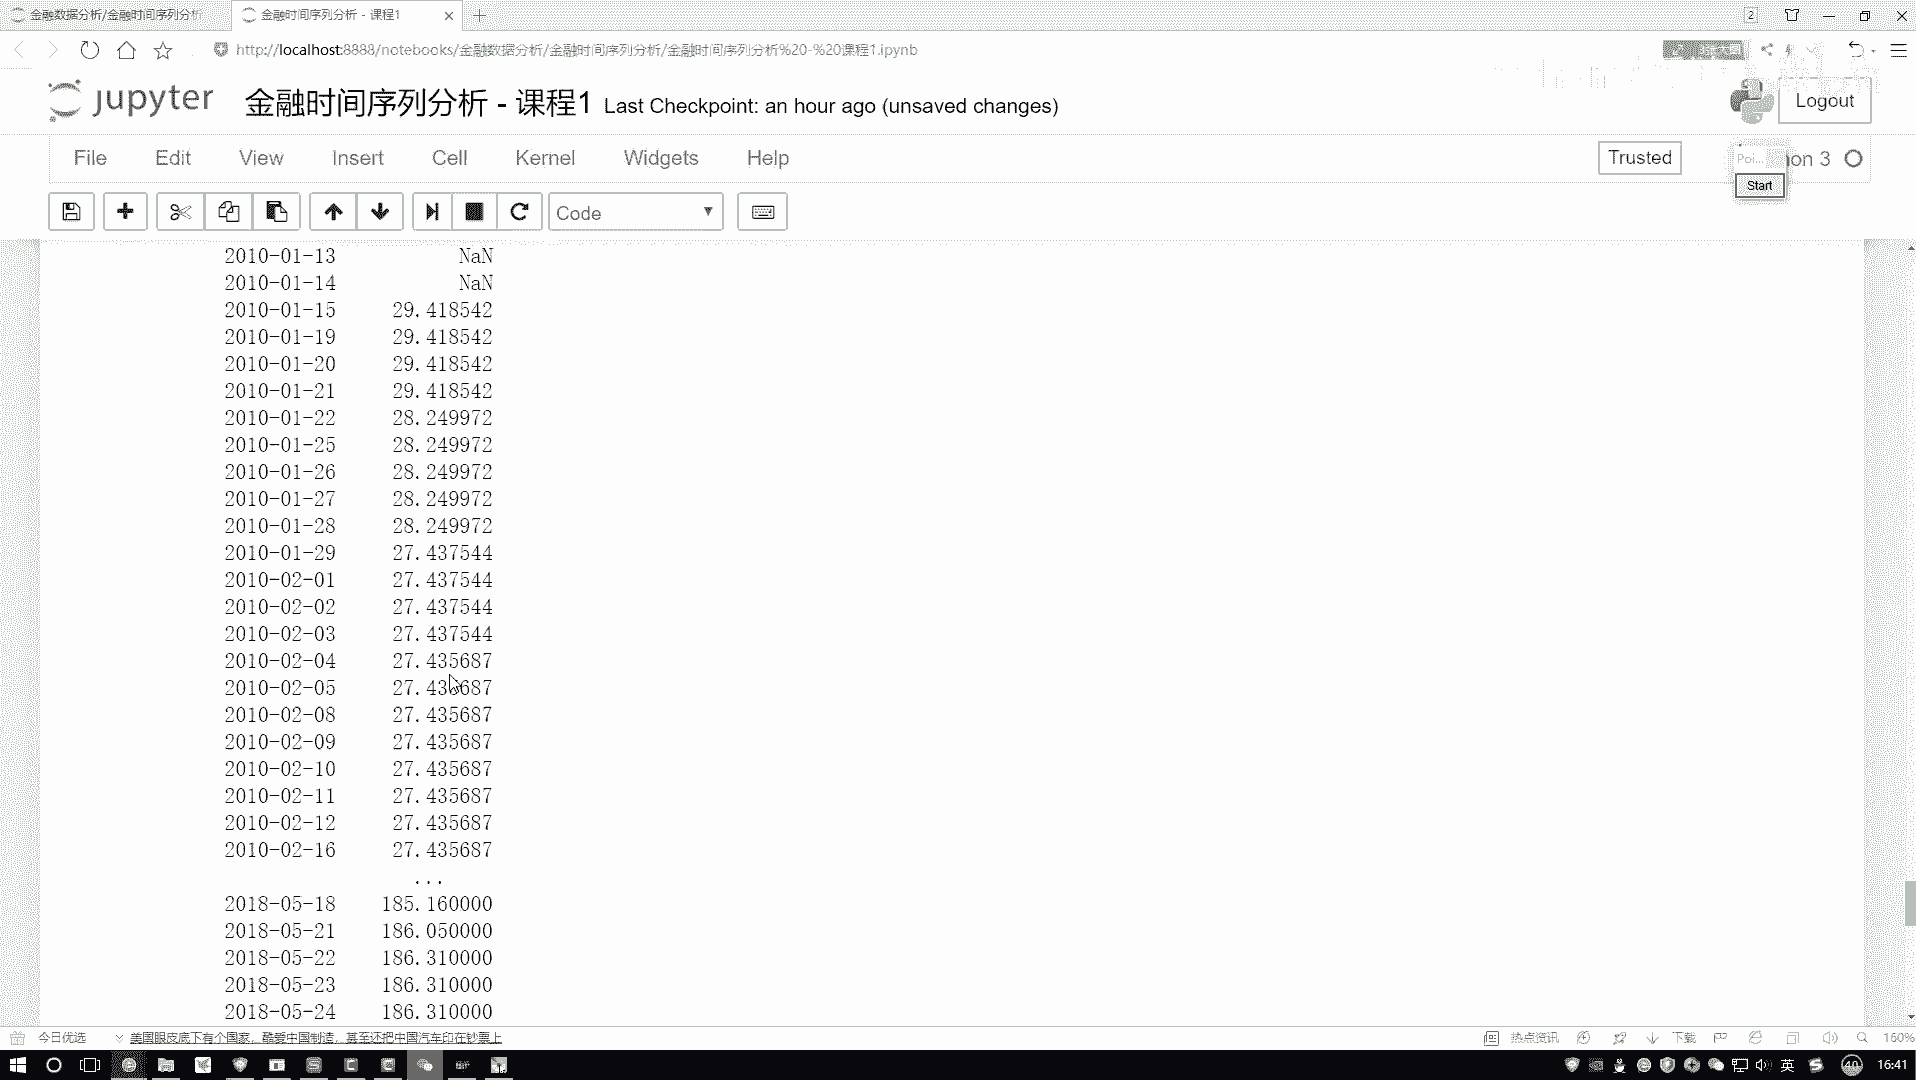 金融数据分析/金融时间序列分析
金融时间序列分析 - 课程1
2
http://localhost:8888/notebooks/金融数据分析/金融时间序列分析/金融时间序列分析%20-%20课程1.ipynb
jupyter 金融时间序列分析 - 课程1 Last Checkpoint: an hour ago (unsaved changes)
Logout
File Edit View Insert Cell Kernel Widgets Help
Trusted
Poi...
on 3
Start
Code
2010-01-13 NaN
2010-01-14 NaN
2010-01-15 29.418542
2010-01-19 29.418542
2010-01-20 29.418542
2010-01-21 29.418542
2010-01-22 28.249972
2010-01-25 28.249972
2010-01-26 28.249972
2010-01-27 28.249972
2010-01-28 28.249972
2010-01-29 27.437544
2010-02-01 27.437544
2010-02-02 27.437544
2010-02-03 27.437544
2010-02-04 27.435687
2010-02-05 27.435687
2010-02-08 27.435687
2010-02-09 27.435687
2010-02-10 27.435687
2010-02-11 27.435687
2010-02-12 27.435687
2010-02-16 27.435687
...
2018-05-18 185.160000
2018-05-21 186.050000
2018-05-22 186.310000
2018-05-23 186.310000
2018-05-24 186.310000
今日优选
美国眼皮底下有个国家，酷爱中国制造，甚至还把中国汽车印在钞票上
热点资讯
下载
160%
英
40
16:41